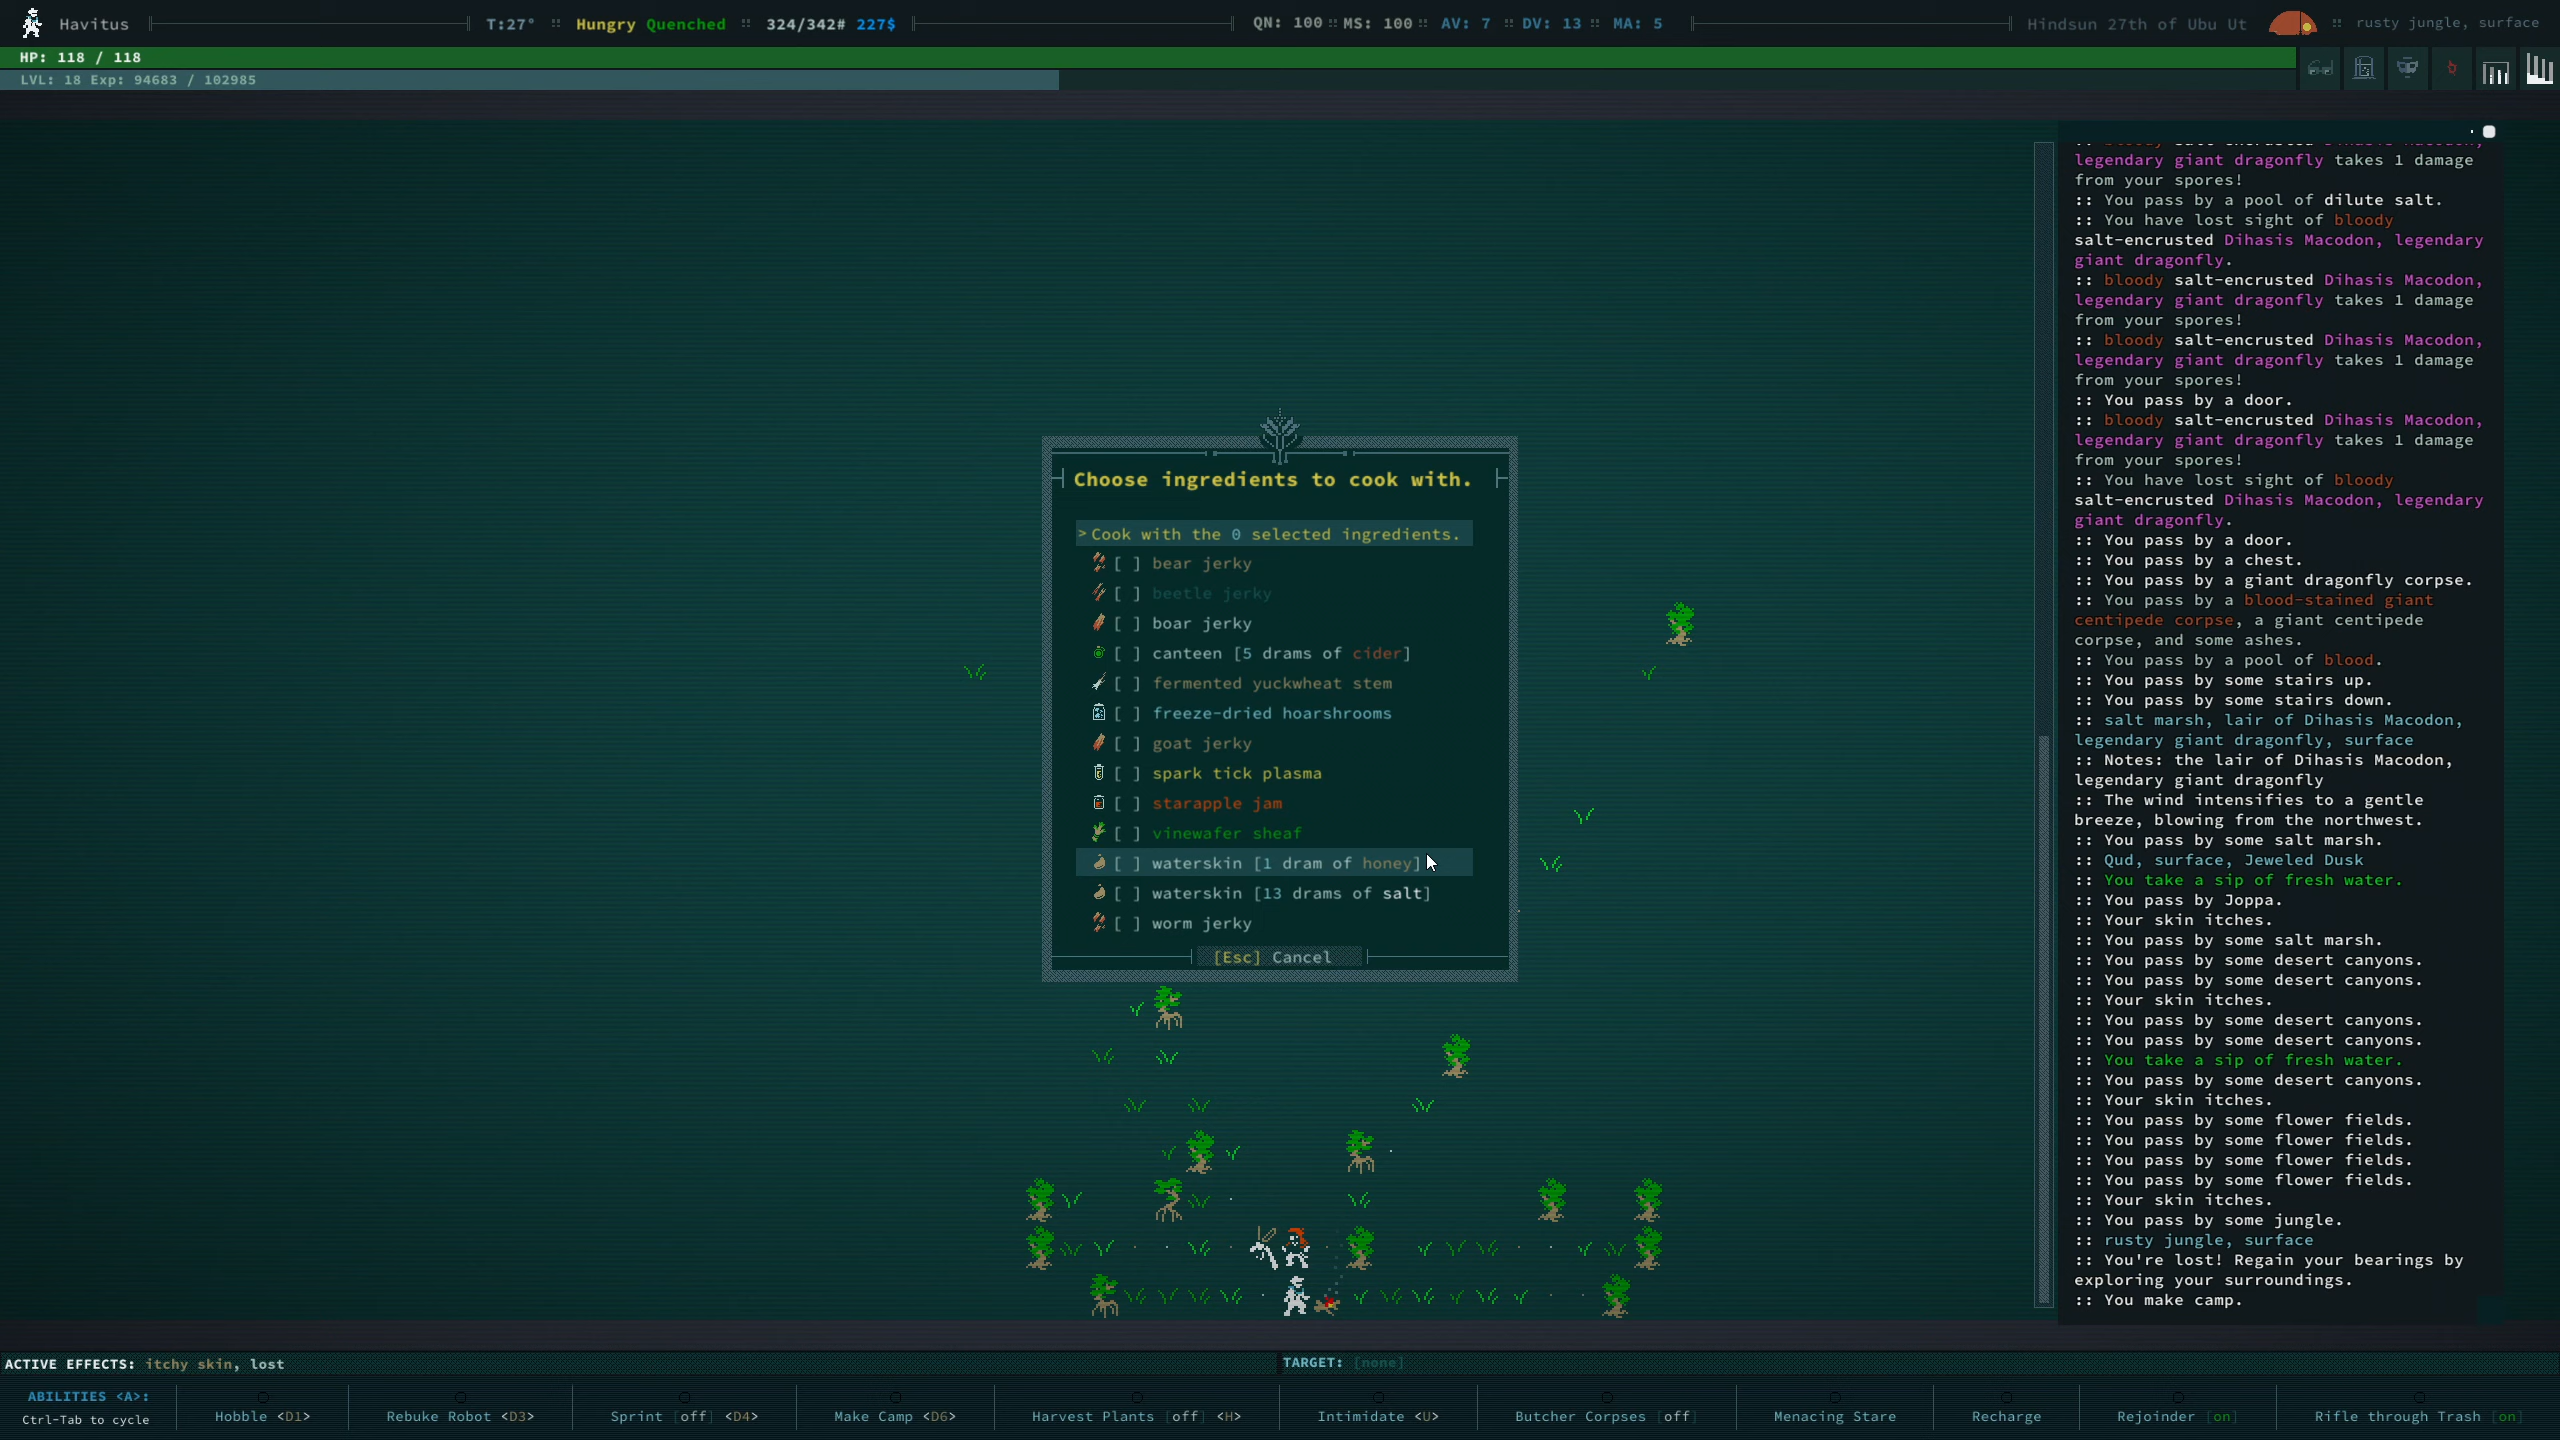 Havitus
T:27° :: Hungry Quenched :: 324/342# 227$
QN: 100 :: MS: 100 :: AV: 7 :: DV: 13 :: MA: 5
Hindsun 27th of Ubu Ut :: rusty jungle, surface
HP: 118 / 118
LVL: 18 Exp: 94683 / 102985
Choose ingredients to cook with.
> Cook with the 0 selected ingredients.
[ ] bear jerky
[ ] beetle jerky
[ ] boar jerky
[ ] canteen [5 drams of cider]
[ ] fermented yuckwheat stem
[ ] freeze-dried hoarshrooms
[ ] goat jerky
[ ] spark tick plasma
[ ] starapple jam
[ ] vinewafer sheaf
[ ] waterskin [1 dram of honey]
[ ] waterskin [13 drams of salt]
[ ] worm jerky
[Esc] Cancel
legendary giant dragonfly takes 1 damage
from your spores!
:: You pass by a pool of dilute salt.
:: You have lost sight of bloody
salt-encrusted Dihasis Macodon, legendary
giant dragonfly.
:: bloody salt-encrusted Dihasis Macodon,
legendary giant dragonfly takes 1 damage
from your spores!
:: bloody salt-encrusted Dihasis Macodon,
legendary giant dragonfly takes 1 damage
from your spores!
:: You pass by a door.
:: bloody salt-encrusted Dihasis Macodon,
legendary giant dragonfly takes 1 damage
from your spores!
:: You have lost sight of bloody
salt-encrusted Dihasis Macodon, legendary
giant dragonfly.
:: You pass by a door.
:: You pass by a chest.
:: You pass by a giant dragonfly corpse.
:: You pass by a blood-stained giant
centipede corpse, a giant centipede
corpse, and some ashes.
:: You pass by a pool of blood.
:: You pass by some stairs up.
:: You pass by some stairs down.
:: salt marsh, lair of Dihasis Macodon,
legendary giant dragonfly, surface
:: Notes: the lair of Dihasis Macodon,
legendary giant dragonfly
:: The wind intensifies to a gentle
breeze, blowing from the northwest.
:: You pass by some salt marsh.
:: Qud, surface, Jeweled Dusk
:: You take a sip of fresh water.
:: You pass by Joppa.
:: Your skin itches.
:: You pass by some salt marsh.
:: You pass by some desert canyons.
:: You pass by some desert canyons.
:: Your skin itches.
:: You pass by some desert canyons.
:: You pass by some desert canyons.
:: You take a sip of fresh water.
:: You pass by some desert canyons.
:: Your skin itches.
:: You pass by some flower fields.
:: You pass by some flower fields.
:: You pass by some flower fields.
:: You pass by some flower fields.
:: Your skin itches.
:: You pass by some jungle.
:: rusty jungle, surface
:: You're lost! Regain your bearings by
exploring your surroundings.
:: You make camp.
ACTIVE EFFECTS: itchy skin, lost
TARGET: [none]
ABILITIES <A>:
Ctrl-Tab to cycle
Hobble <D1>
Rebuke Robot <D3>
Sprint [off] <D4>
Make Camp <D6>
Harvest Plants [off] <H>
Intimidate <U>
Butcher Corpses [off]
Menacing Stare
Recharge
Rejoinder [on]
Rifle through Trash [on]